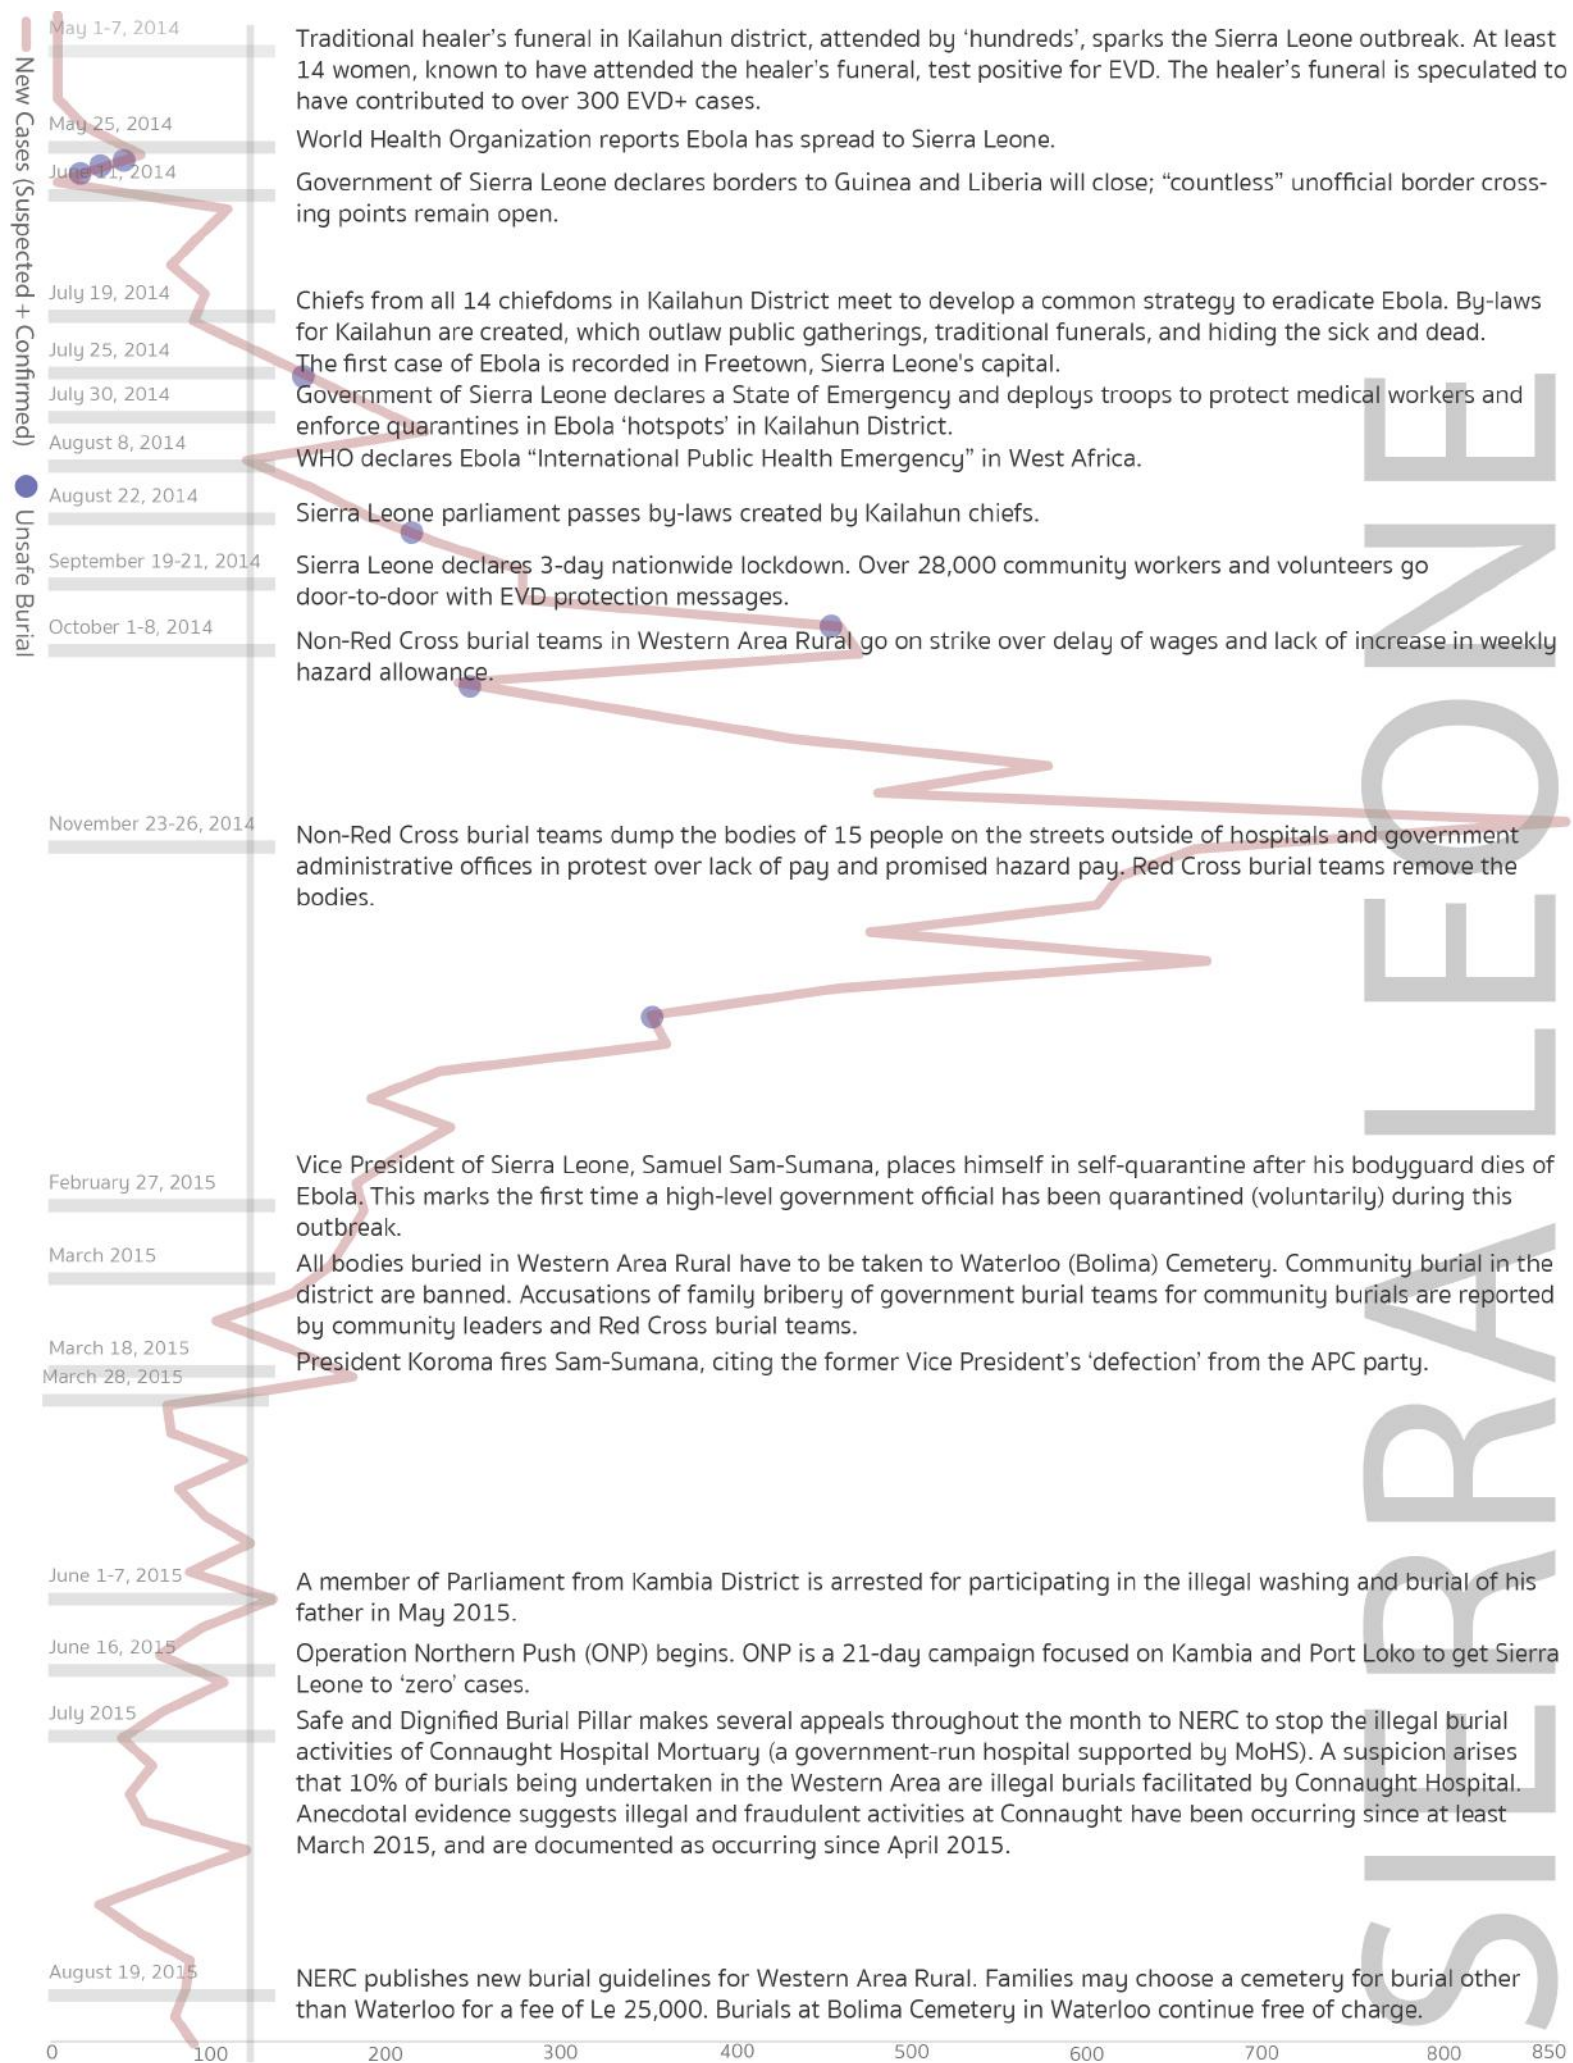 May 1-7, 2014
Traditional healer’s funeral in Kailahun district, attended by ‘hundreds’, sparks the Sierra Leone outbreak. At least
14 women, known to have attended the healer’s funeral, test positive for EVD. The healer’s funeral is speculated to
have contributed to over 300 EVD+ cases.
May 25, 2014
World Health Organization reports Ebola has spread to Sierra Leone.
June 11, 2014
Government of Sierra Leone declares borders to Guinea and Liberia will close; “countless” unofficial border cross-
ing points remain open.
July 19, 2014
Chiefs from all 14 chiefdoms in Kailahun District meet to develop a common strategy to eradicate Ebola. By-laws
for Kailahun are created, which outlaw public gatherings, traditional funerals, and hiding the sick and dead.
July 25, 2014
The first case of Ebola is recorded in Freetown, Sierra Leone's capital.
July 30, 2014
Government of Sierra Leone declares a State of Emergency and deploys troops to protect medical workers and
enforce quarantines in Ebola ‘hotspots’ in Kailahun District.
August 8, 2014
WHO declares Ebola “International Public Health Emergency” in West Africa.
August 22, 2014
Sierra Leone parliament passes by-laws created by Kailahun chiefs.
September 19-21, 2014
Sierra Leone declares 3-day nationwide lockdown. Over 28,000 community workers and volunteers go
door-to-door with EVD protection messages.
October 1-8, 2014
Non-Red Cross burial teams in Western Area Rural go on strike over delay of wages and lack of increase in weekly
hazard allowance.
November 23-26, 2014
Non-Red Cross burial teams dump the bodies of 15 people on the streets outside of hospitals and government
administrative offices in protest over lack of pay and promised hazard pay. Red Cross burial teams remove the
bodies.
February 27, 2015
Vice President of Sierra Leone, Samuel Sam-Sumana, places himself in self-quarantine after his bodyguard dies of
Ebola. This marks the first time a high-level government official has been quarantined (voluntarily) during this
outbreak.
March 2015
All bodies buried in Western Area Rural have to be taken to Waterloo (Bolima) Cemetery. Community burial in the
district are banned. Accusations of family bribery of government burial teams for community burials are reported
by community leaders and Red Cross burial teams.
March 18, 2015
President Koroma fires Sam-Sumana, citing the former Vice President’s ‘defection’ from the APC party.
March 28, 2015
June 1-7, 2015
A member of Parliament from Kambia District is arrested for participating in the illegal washing and burial of his
father in May 2015.
June 16, 2015
Operation Northern Push (ONP) begins. ONP is a 21-day campaign focused on Kambia and Port Loko to get Sierra
Leone to ‘zero’ cases.
July 2015
Safe and Dignified Burial Pillar makes several appeals throughout the month to NERC to stop the illegal burial
activities of Connaught Hospital Mortuary (a government-run hospital supported by MoHS). A suspicion arises
that 10% of burials being undertaken in the Western Area are illegal burials facilitated by Connaught Hospital.
Anecdotal evidence suggests illegal and fraudulent activities at Connaught have been occurring since at least
March 2015, and are documented as occurring since April 2015.
August 19, 2015
NERC publishes new burial guidelines for Western Area Rural. Families may choose a cemetery for burial other
than Waterloo for a fee of Le 25,000. Burials at Bolima Cemetery in Waterloo continue free of charge.
0 100 200 300 400 500 600 700 800 850
New Cases (Suspected + Confirmed) Unsafe Burial
SIERRA LEONE